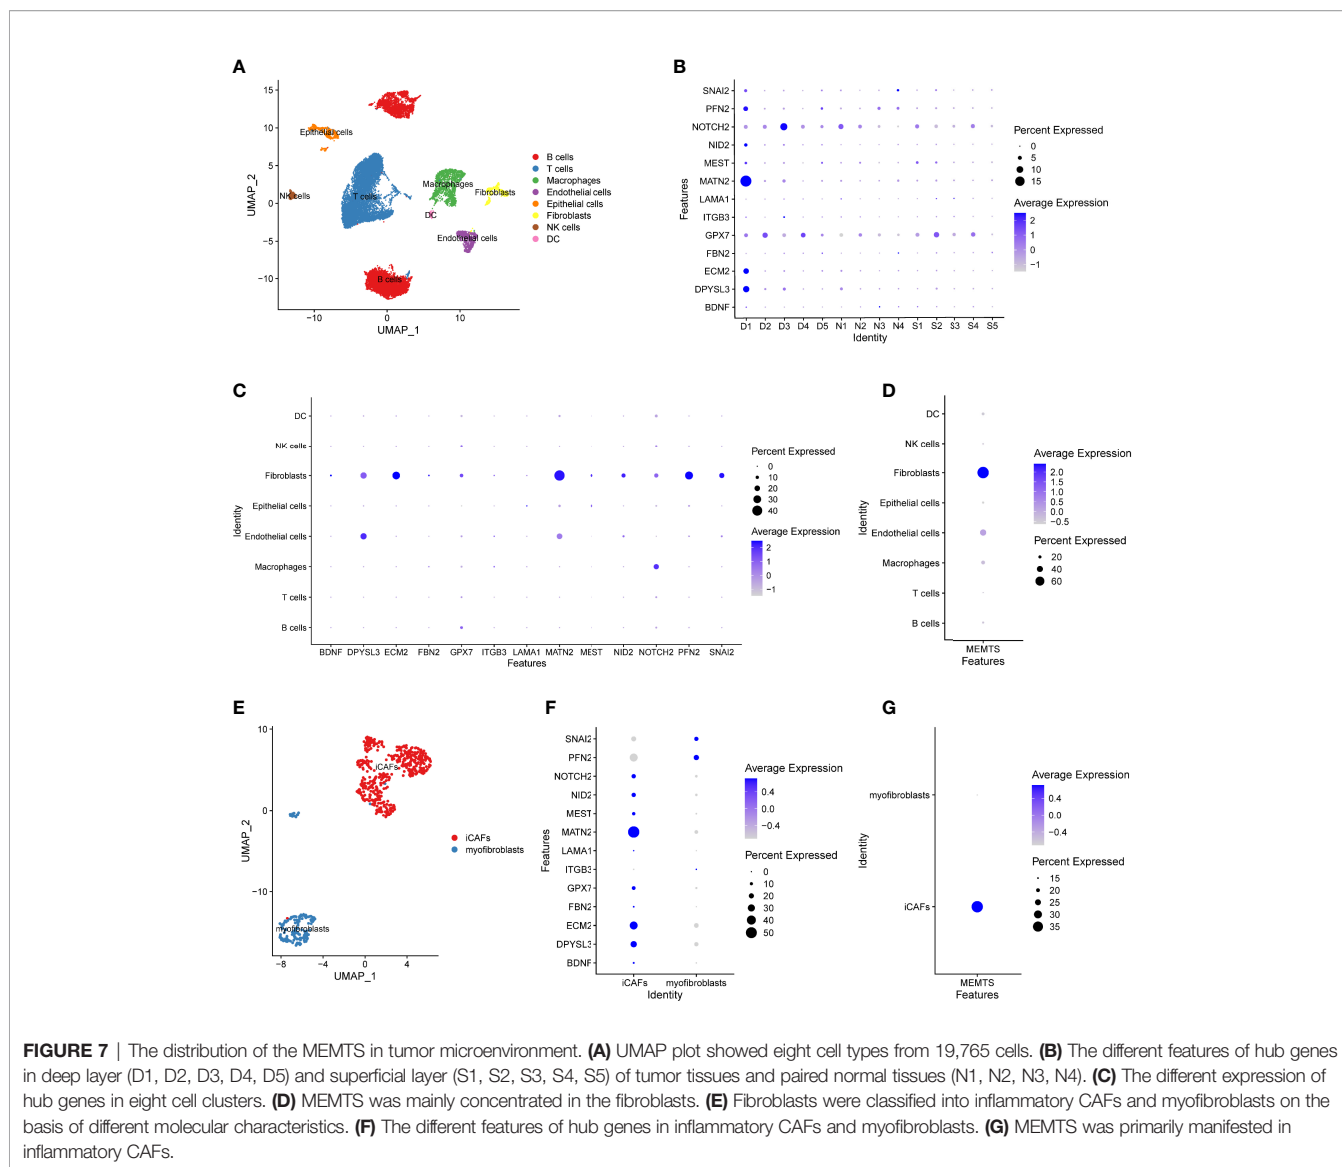 A
15
10
5
0
−5
−10
UMAP_2
−10
0
10
UMAP_1
Epithelial cells
NK cells
T cells
Macrophages
Fibroblasts
DC
Endothelial cells
B cells
B cells
T cells
Macrophages
Endothelial cells
Epithelial cells
Fibroblasts
NK cells
DC
B
SNAI2
PFN2
NOTCH2
NID2
MEST
MATN2
LAMA1
ITGB3
GPX7
FBN2
ECM2
DPYSL3
BDNF
Features
D1 D2 D3 D4 D5 N1 N2 N3 N4 S1 S2 S3 S4 S5
Identity
Percent Expressed
0
5
10
15
Average Expression
2
1
0
−1
C
DC
NK cells
Fibroblasts
Epithelial cells
Endothelial cells
Macrophages
T cells
B cells
Identity
BDNF DPYSL3 ECM2 FBN2 GPX7 ITGB3 LAMA1 MATN2 MEST NID2 NOTCH2 PFN2 SNAI2
Features
Percent Expressed
0
10
20
30
40
Average Expression
2
1
0
−1
D
DC
NK cells
Fibroblasts
Epithelial cells
Endothelial cells
Macrophages
T cells
B cells
Identity
MEMTS
Features
Average Expression
2.0
1.5
1.0
0.5
0.0
−0.5
Percent Expressed
20
40
60
E
10
0
−10
UMAP_2
−8
−4
0
4
UMAP_1
iCAFs
myofibroblasts
iCAFs
myofibroblasts
F
SNAI2
PFN2
NOTCH2
NID2
MEST
MATN2
LAMA1
ITGB3
GPX7
FBN2
ECM2
DPYSL3
BDNF
Features
iCAFs myofibroblasts
Identity
Average Expression
0.4
0.0
−0.4
Percent Expressed
0
10
20
30
40
50
G
myofibroblasts
iCAFs
Identity
MEMTS
Features
Average Expression
0.4
0.0
−0.4
Percent Expressed
15
20
25
30
35
FIGURE 7 | The distribution of the MEMTS in tumor microenvironment. (A) UMAP plot showed eight cell types from 19,765 cells. (B) The different features of hub genes
in deep layer (D1, D2, D3, D4, D5) and superficial layer (S1, S2, S3, S4, S5) of tumor tissues and paired normal tissues (N1, N2, N3, N4). (C) The different expression of
hub genes in eight cell clusters. (D) MEMTS was mainly concentrated in the fibroblasts. (E) Fibroblasts were classified into inflammatory CAFs and myofibroblasts on the
basis of different molecular characteristics. (F) The different features of hub genes in inflammatory CAFs and myofibroblasts. (G) MEMTS was primarily manifested in
inflammatory CAFs.